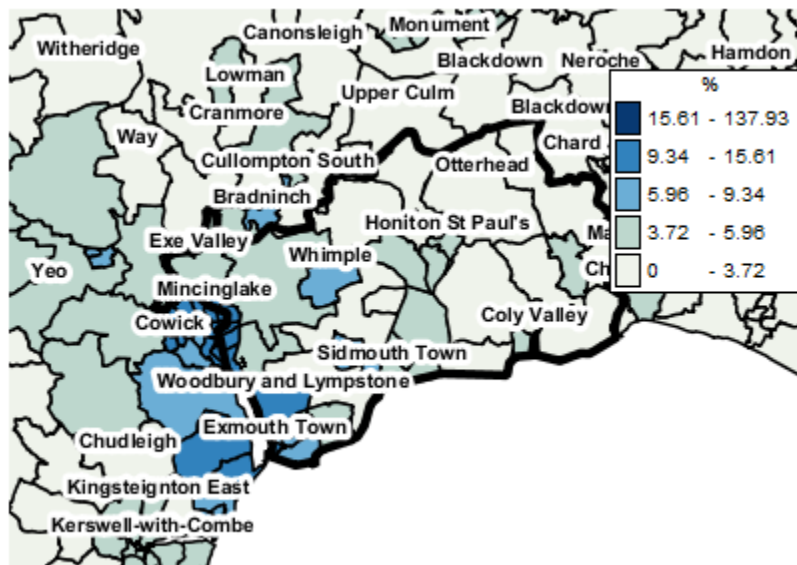 Monument
Canonsleigh
Witheridge
Hamdon
Blackdown
Neroche
Lowman
Upper Culm
Cranmore
Blackdown
Way
Chard
Cullompton South
Otterhead
Bradninch
Honiton St Paul's
Exe Valley
Ma
Whimple
Ch
Yeo
Mincinglake
Cowick
Coly Valley
Sidmouth Town
Woodbury and Lympstone
Exmouth Town
Chudleigh
Kingsteignton East
Kerswell-with-Combe
%
15.61 - 137.93
9.34 - 15.61
5.96 - 9.34
3.72 - 5.96
0 - 3.72